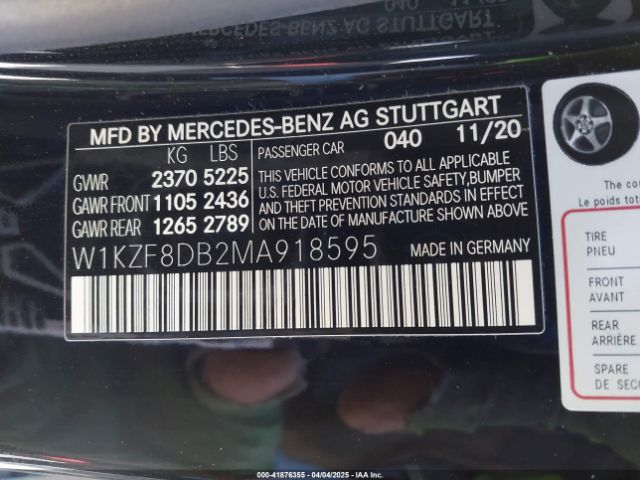 MFD BY MERCEDES-BENZ AG STUTTGART
KG LBS
GVWR 2370 5225
GAWR FRONT 1105 2436
GAWR REAR 1265 2789
PASSENGER CAR 040 11/20
THIS VEHICLE CONFORMS TO ALL APPLICABLE
U.S. FEDERAL MOTOR VEHICLE SAFETY,BUMPER
AND THEFT PREVENTION STANDARDS IN EFFECT
ON THE DATE OF MANUFACTURE SHOWN ABOVE.
W1KZF8DB2MA918595
MADE IN GERMANY
The co
Le poids to
TIRE
PNEU
FRONT
AVANT
REAR
ARRIÈRE
SPARE
DE SECO
000-41876355 - 04/04/2025 - IAA Inc.